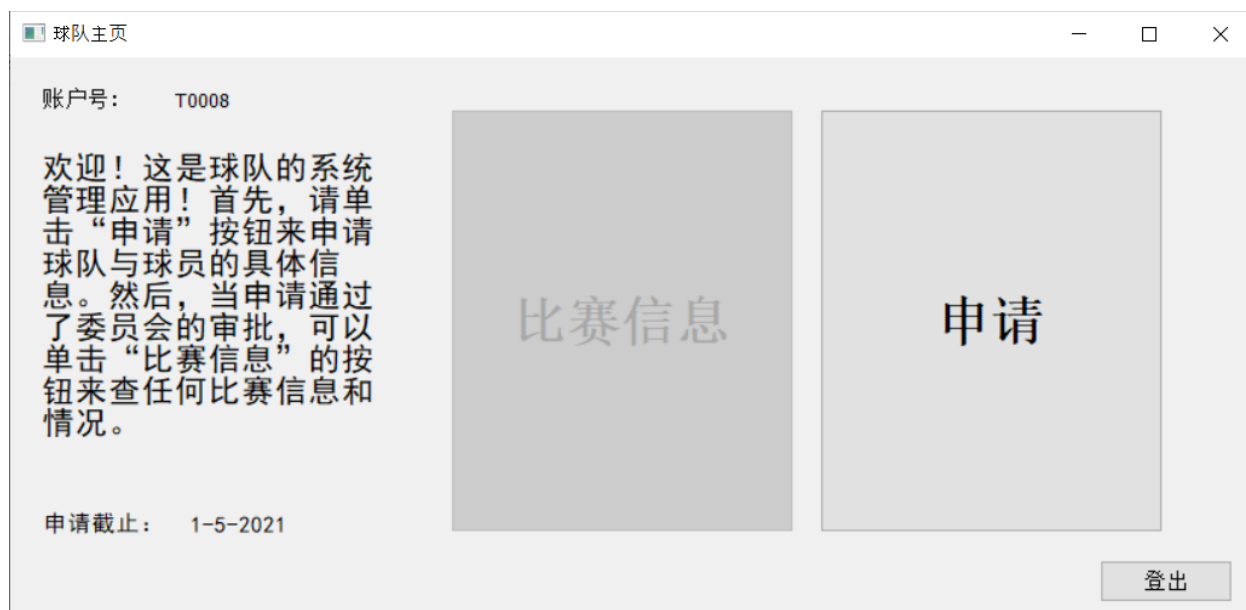 球队主页
账户号: T0008
欢迎！这是球队的系统
管理应用！首先，请单
击“申请”按钮来申请
球队与球员的具体信
息。然后，当申请通过
了委员会的审批，可以
单击“比赛信息”的按
钮来查任何比赛信息和
情况。
比赛信息
申请
申请截止： 1-5-2021
登出